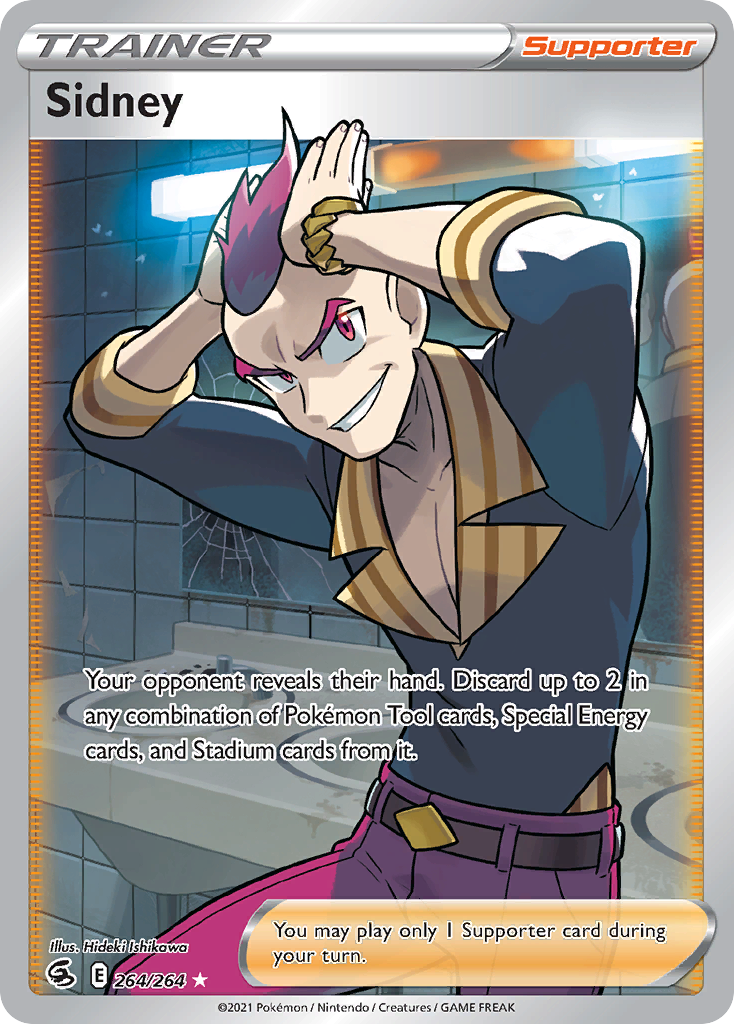 TRAINER
Supporter
Sidney
Your opponent reveals their hand. Discard up to 2 in
any combination of Pokémon Tool cards, Special Energy
cards, and Stadium cards from it.
You may play only 1 Supporter card during
your turn.
Illus. Hideki Ishikawa
E 264/264 ★
©2021 Pokémon / Nintendo / Creatures / GAME FREAK